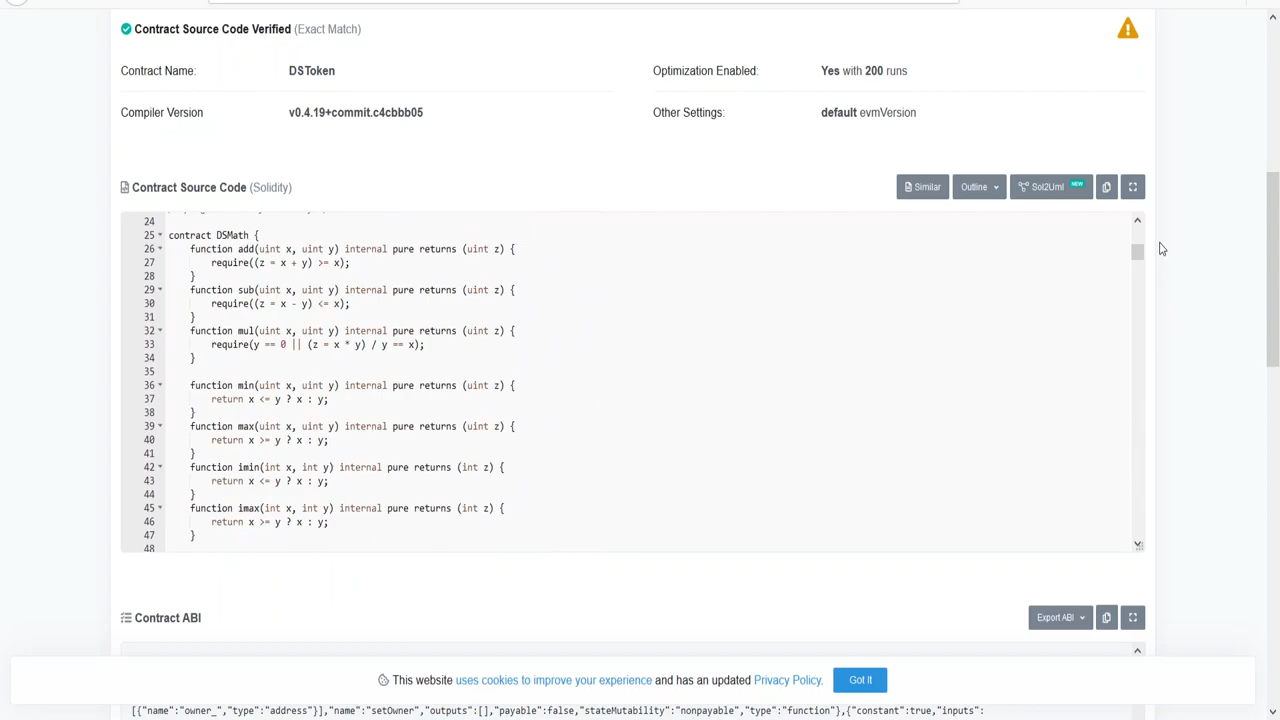 Contract Source Code Verified (Exact Match)
Contract Name: DSToken Optimization Enabled: Yes with 200 runs
Compiler Version v0.4.19+commit.c4cbbb05 Other Settings: default evmVersion
Contract Source Code (Solidity) Similar Outline Sol2Uml NEW
24
25 contract DSMath {
26 function add(uint x, uint y) internal pure returns (uint z) {
27 require((z = x + y) >= x);
28 }
29 function sub(uint x, uint y) internal pure returns (uint z) {
30 require((z = x - y) <= x);
31 }
32 function mul(uint x, uint y) internal pure returns (uint z) {
33 require(y == 0 || (z = x * y) / y == x);
34 }
35
36 function min(uint x, uint y) internal pure returns (uint z) {
37 return x <= y ? x : y;
38 }
39 function max(uint x, uint y) internal pure returns (uint z) {
40 return x >= y ? x : y;
41 }
42 function imin(int x, int y) internal pure returns (int z) {
43 return x <= y ? x : y;
44 }
45 function imax(int x, int y) internal pure returns (int z) {
46 return x >= y ? x : y;
47 }
48
Contract ABI Export ABI
This website uses cookies to improve your experience and has an updated Privacy Policy. Got It
[{"name":"owner_","type":"address"}],"name":"setOwner","outputs":[],"payable":false,"stateMutability":"nonpayable","type":"function"},{"constant":true,"inputs":